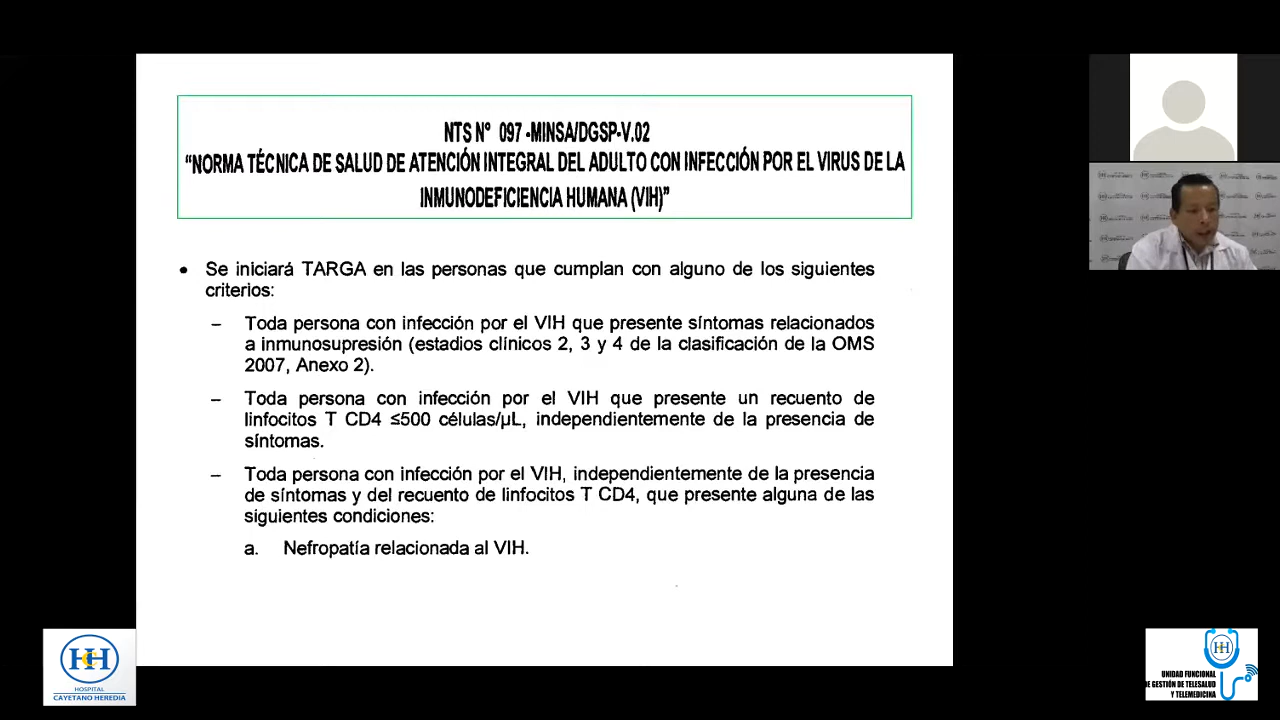 NTS N° 097 -MINSA/DGSP-V.02
“NORMA TÉCNICA DE SALUD DE ATENCIÓN INTEGRAL DEL ADULTO CON INFECCIÓN POR EL VIRUS DE LA
INMUNODEFICIENCIA HUMANA (VIH)”
• Se iniciará TARGA en las personas que cumplan con alguno de los siguientes
criterios:
– Toda persona con infección por el VIH que presente síntomas relacionados
a inmunosupresión (estadios clínicos 2, 3 y 4 de la clasificación de la OMS
2007, Anexo 2).
– Toda persona con infección por el VIH que presente un recuento de
linfocitos T CD4 ≤500 células/µL, independientemente de la presencia de
síntomas.
– Toda persona con infección por el VIH, independientemente de la presencia
de síntomas y del recuento de linfocitos T CD4, que presente alguna de las
siguientes condiciones:
a. Nefropatía relacionada al VIH.
HCH
HOSPITAL
CAYETANO HEREDIA
HCH
UNIDAD FUNCIONAL
DE GESTIÓN DE TELESALUD
Y TELEMEDICINA